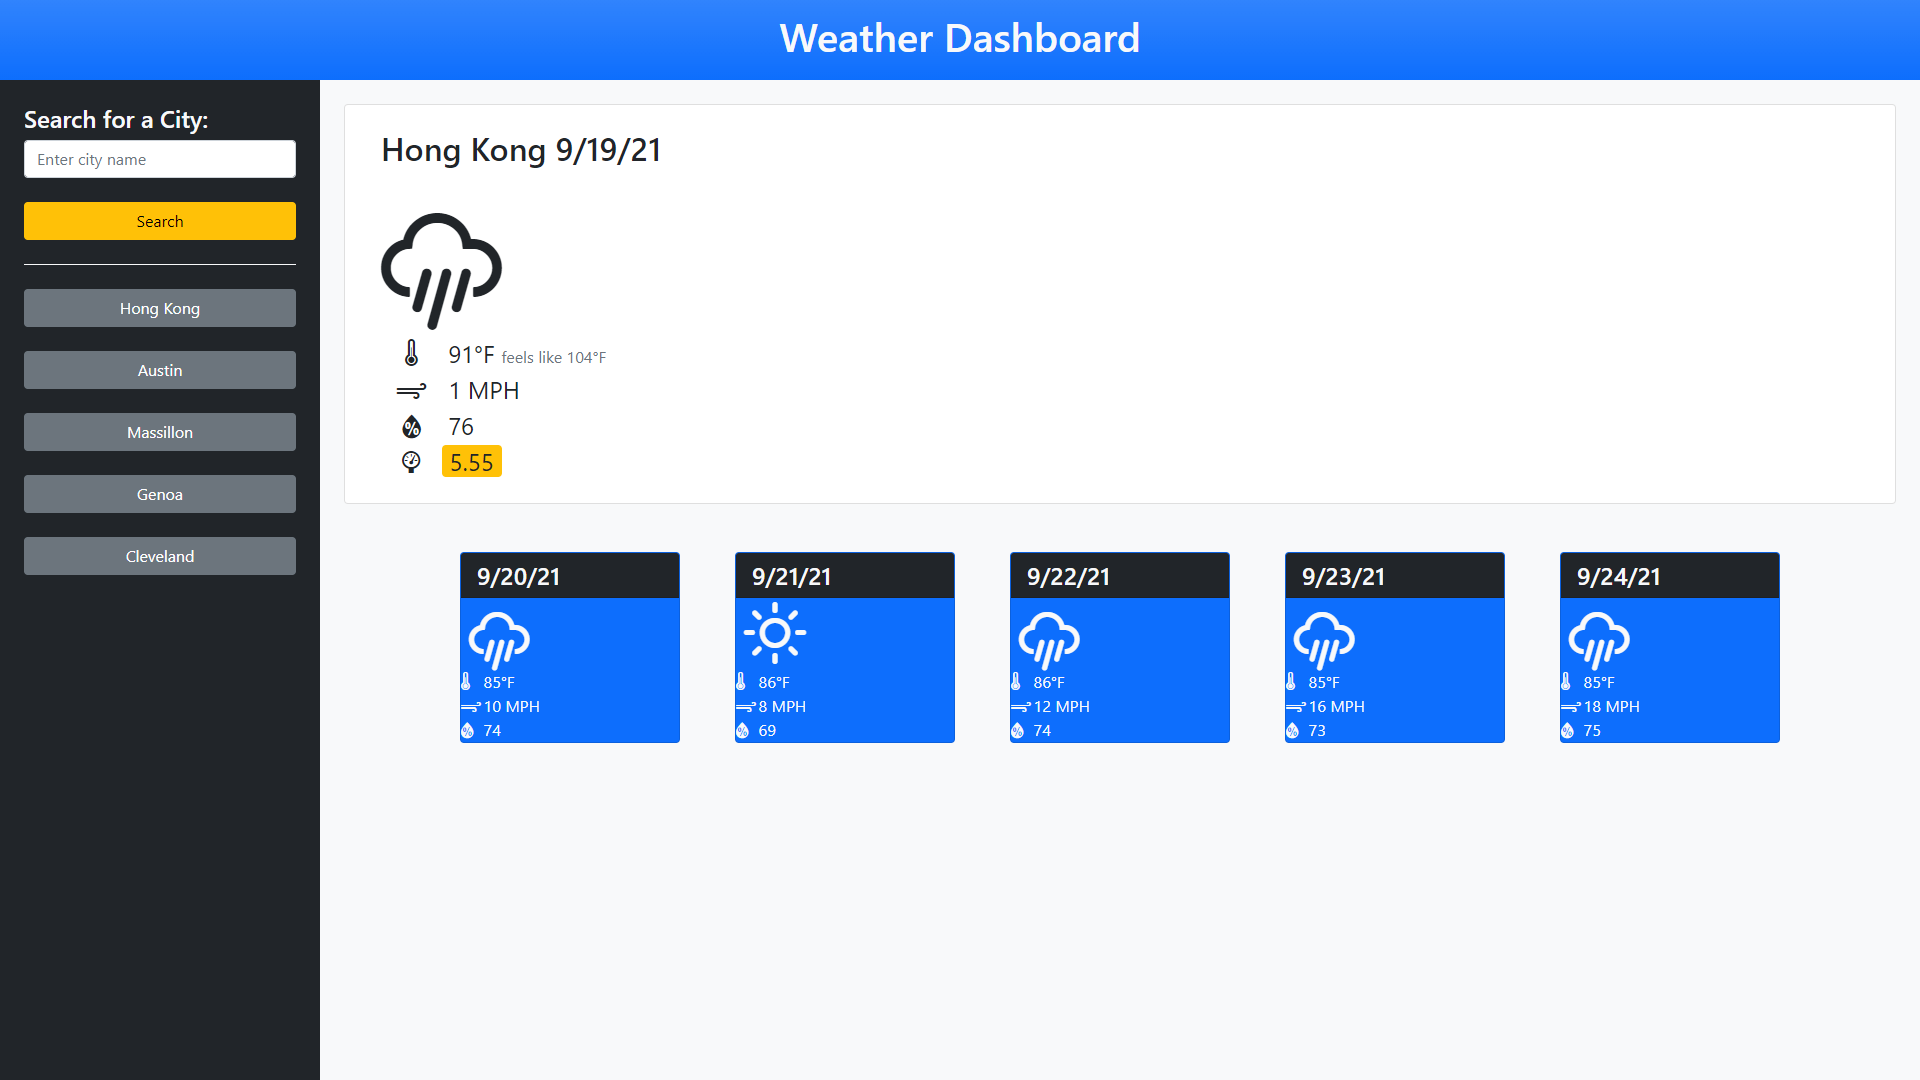 Weather Dashboard
Search for a City:
Enter city name
Search
Hong Kong
Austin
Massillon
Genoa
Cleveland
Hong Kong 9/19/21
91°F feels like 104°F
1 MPH
% 76
5.55
9/20/21
85°F
10 MPH
% 74
9/21/21
86°F
8 MPH
% 69
9/22/21
86°F
12 MPH
% 74
9/23/21
85°F
16 MPH
% 73
9/24/21
85°F
18 MPH
% 75